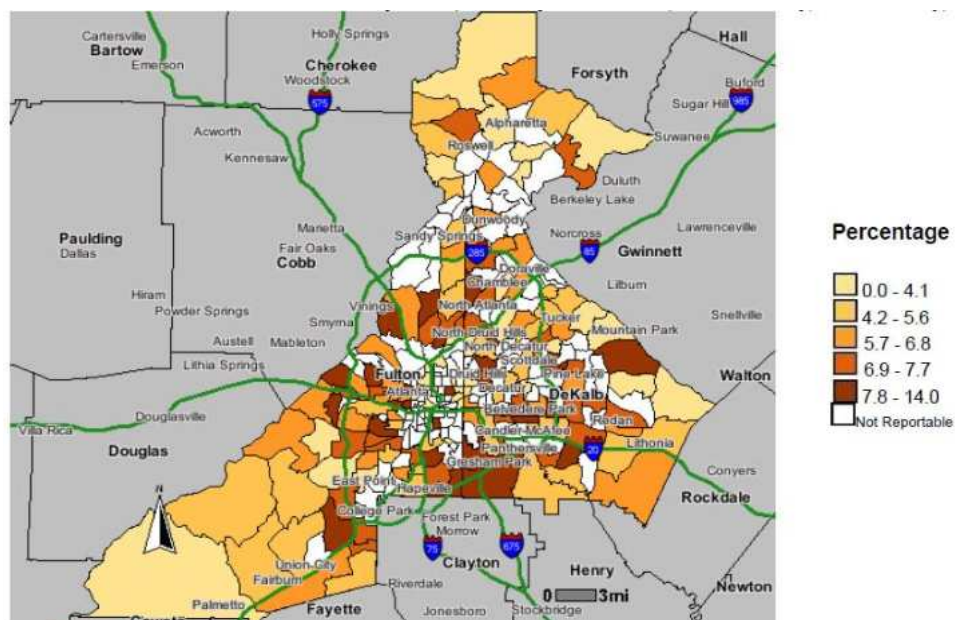 Hall
Holly Springs
Cartersville
Bartow
Emerson
Cherokee
Woodstock
Forsyth
Buford
575
985
Sugar Hill
Alpharetta
Acworth
Suwanee
Roswell
Kennesaw
Duluth
Berkeley Lake
Marietta
Dunwoody
Lawrenceville
Sandy Springs
Norcross
Paulding
Fair Oaks
285
85
Gwinnett
Dallas
Cobb
Doraville
Chamblee
Lilburn
Hiram
Vinings
North Atlanta
Powder Springs
Smyrna
Tucker
Snellville
North Druid Hills
Mountain Park
Austell
Mableton
North Decatur
Scottdale
Lithia Springs
Fulton
Druid Hills
Pine Lake
Walton
Atlanta
Decatur
DeKalb
Douglasville
Belvedere Park
Villa Rica
Candler-McAfee
Redan
Lithonia
Douglas
Panthersville
20
Gresham Park
Conyers
N
East Point
Hapeville
Rockdale
College Park
Forest Park
Morrow
75
675
Union City
Clayton
Fairburn
Riverdale
Henry
Newton
0 3mi
Palmetto
Fayette
Jonesboro
Stockbridge
Percentage
0.0 - 4.1
4.2 - 5.6
5.7 - 6.8
6.9 - 7.7
7.8 - 14.0
Not Reportable